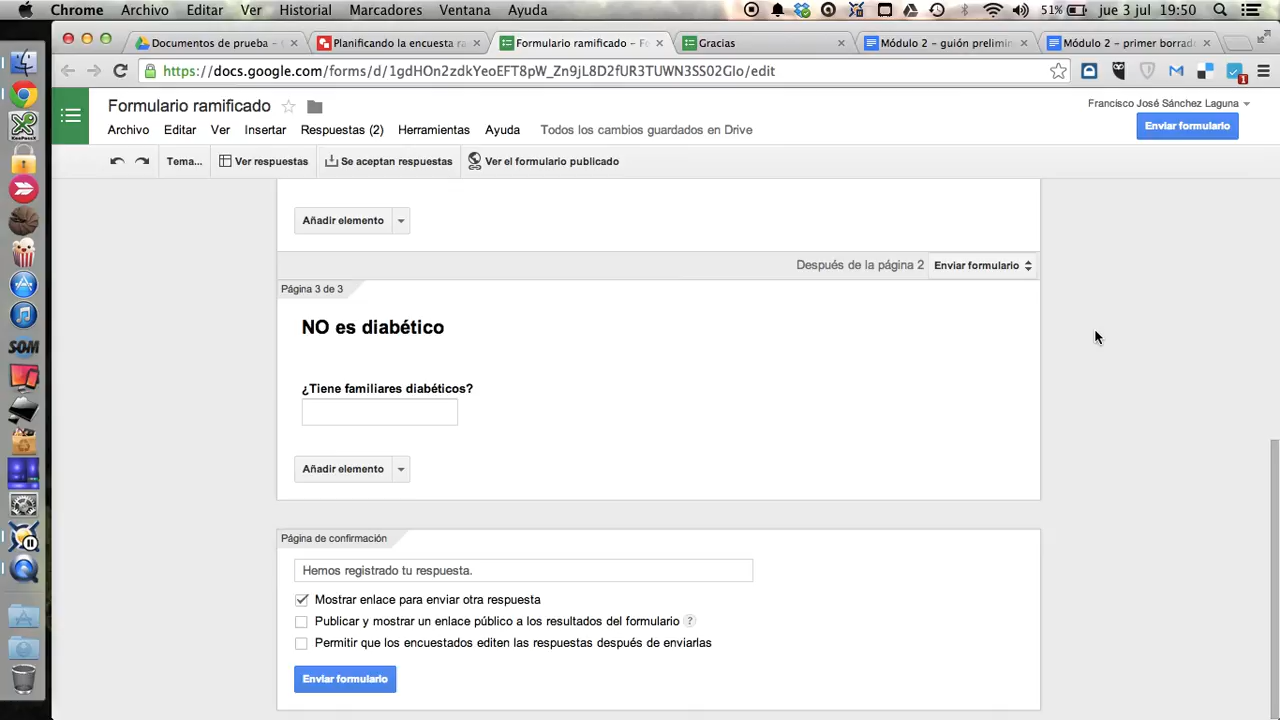 Chrome Archivo Editar Ver Historial Marcadores Ventana Ayuda 51% jue 3 jul 19:50
Documentos de prueba – Planificando la encuesta ra Formulario ramificado – Fo Gracias Módulo 2 – guión prelimin Módulo 2 – primer borrad
https://docs.google.com/forms/d/1gdHOn2zdkYeoEFT8pW_Zn9jL8D2fUR3TUWN3SS02GIo/edit
1
Formulario ramificado
Francisco José Sánchez Laguna
Archivo Editar Ver Insertar Respuestas (2) Herramientas Ayuda Todos los cambios guardados en Drive
Enviar formulario
Tema... Ver respuestas Se aceptan respuestas Ver el formulario publicado
Añadir elemento
Después de la página 2 Enviar formulario
Página 3 de 3
NO es diabético
¿Tiene familiares diabéticos?
SOM
Añadir elemento
Página de confirmación
Hemos registrado tu respuesta.
Mostrar enlace para enviar otra respuesta
Publicar y mostrar un enlace público a los resultados del formulario ?
Permitir que los encuestados editen las respuestas después de enviarlas
Enviar formulario